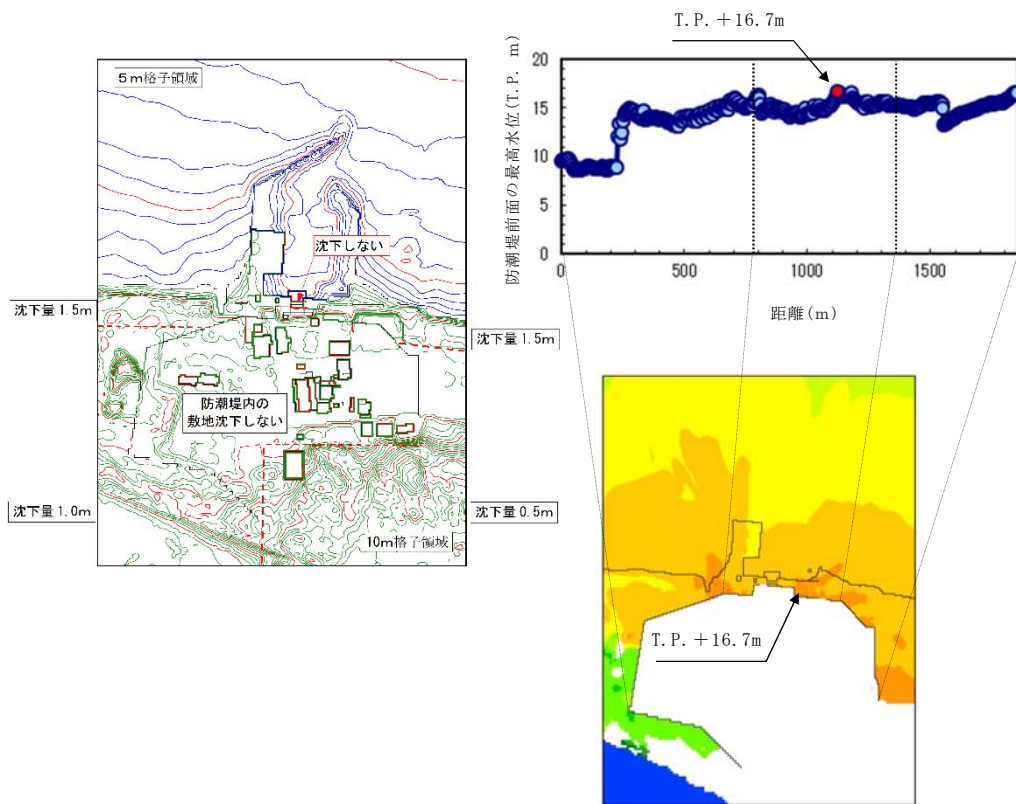 T.P.＋16.7m
5m格子領域
沈下しない
沈下量 1.5m
沈下量 1.5m
防潮堤内の
敷地沈下しない
沈下量 1.0m
沈下量 0.5m
10m格子領域
防潮堤前面の最高水位(T.P. m)
20
15
10
5
0
0
500
1000
1500
距離(m)
T.P.＋16.7m